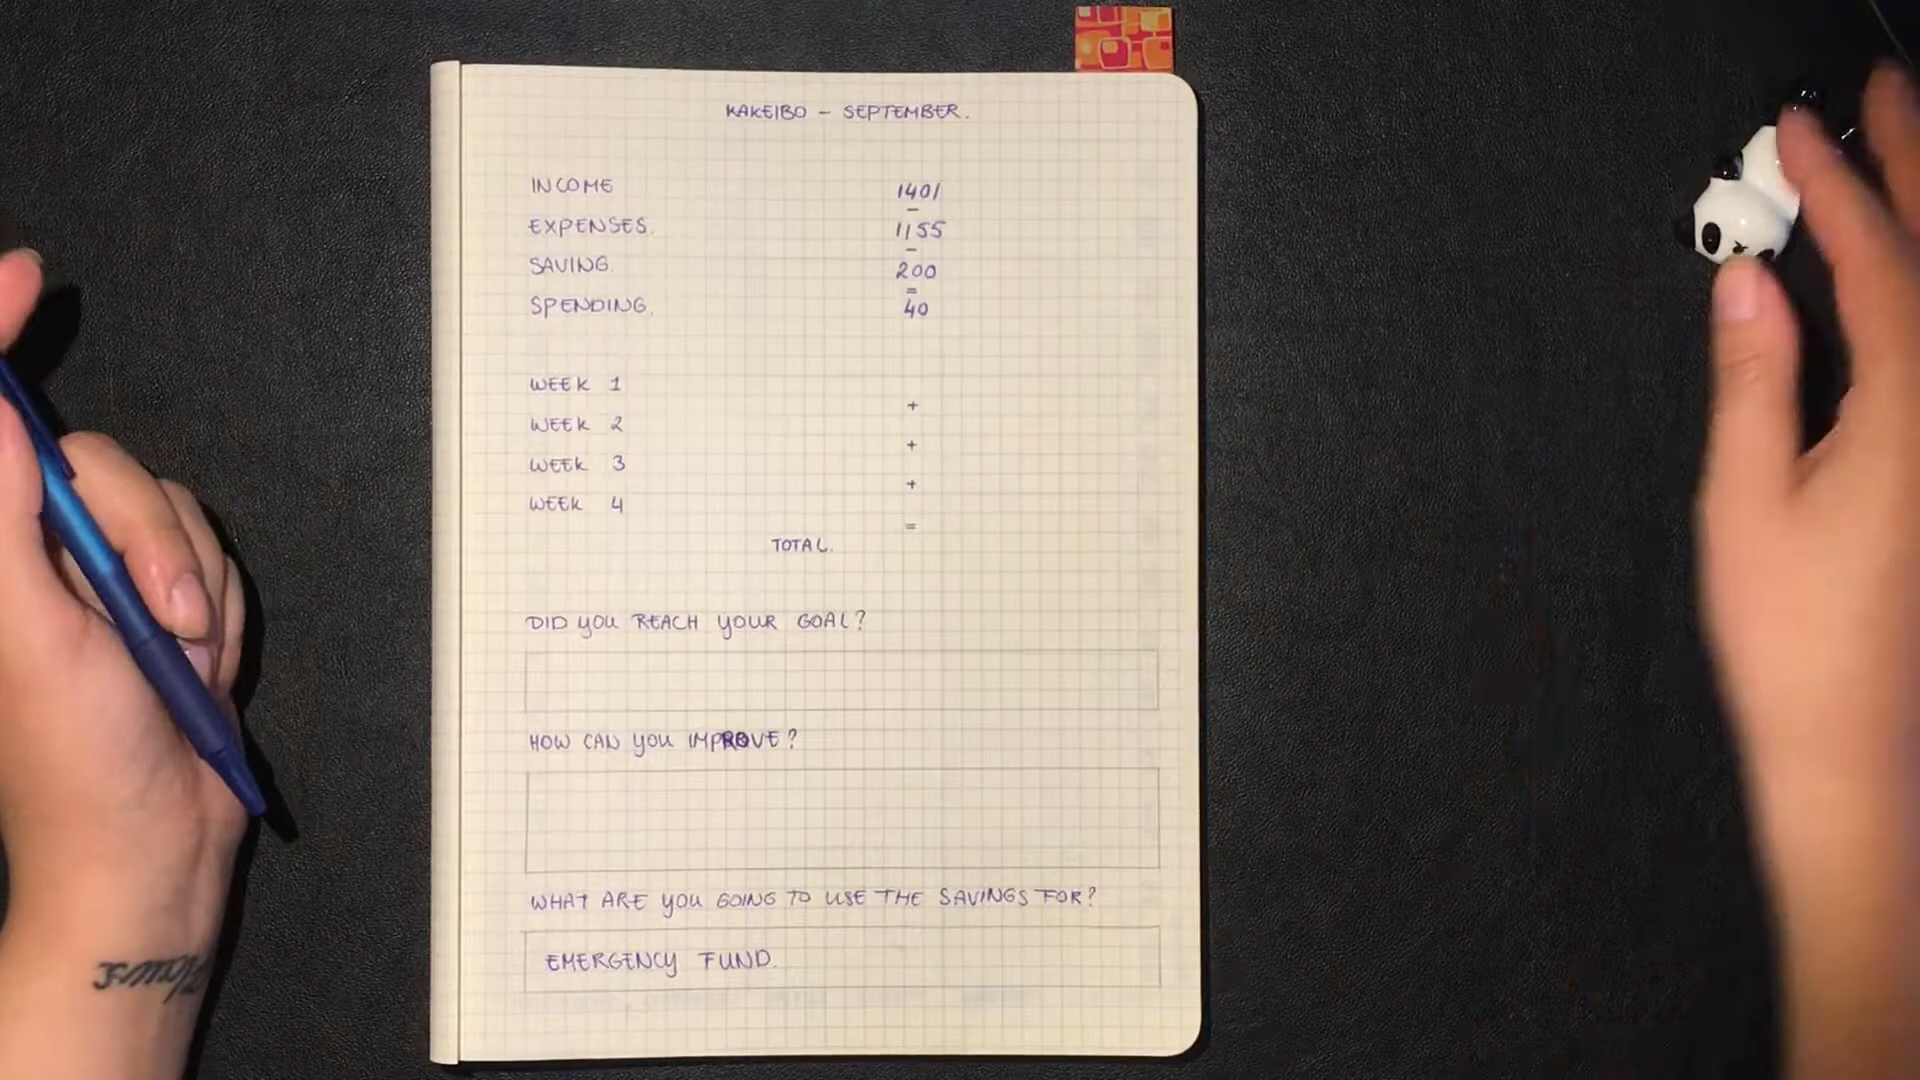 KAKEIBO - SEPTEMBER.
INCOME 1401
-
EXPENSES. 1155
-
SAVING. 200
=
SPENDING. 40
WEEK 1
+
WEEK 2
+
WEEK 3
+
WEEK 4
=
TOTAL.
DID YOU REACH YOUR GOAL?
HOW CAN YOU IMPROVE?
WHAT ARE YOU GOING TO USE THE SAVINGS FOR?
EMERGENCY FUND.